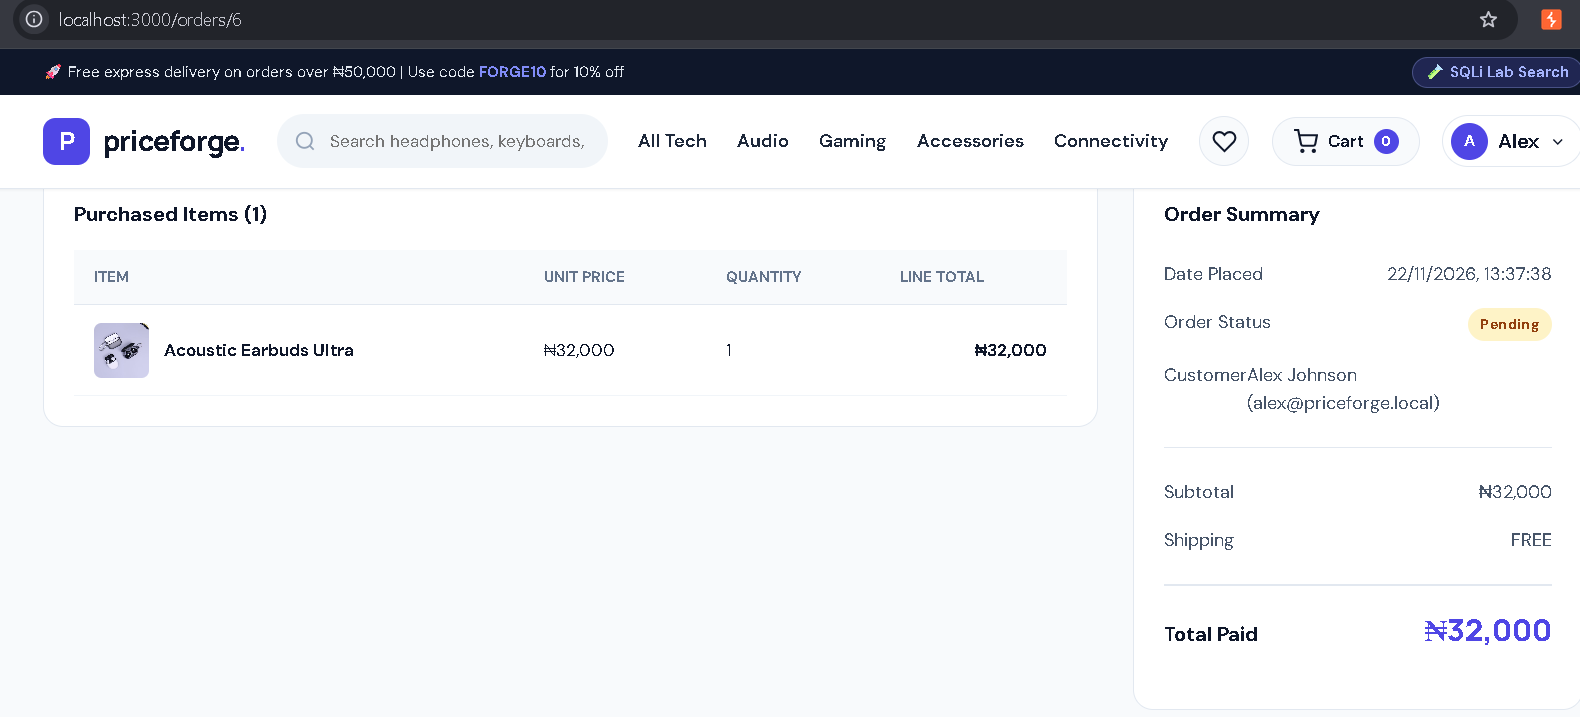 localhost:3000/orders/6
🚀 Free express delivery on orders over ₦50,000 | Use code FORGE10 for 10% off
🧪 SQLi Lab Search
P priceforge.
Search headphones, keyboards,
All Tech Audio Gaming Accessories Connectivity
Cart 0
A Alex
Purchased Items (1)
ITEM UNIT PRICE QUANTITY LINE TOTAL
Acoustic Earbuds Ultra ₦32,000 1 ₦32,000
Order Summary
Date Placed 22/11/2026, 13:37:38
Order Status Pending
CustomerAlex Johnson
(alex@priceforge.local)
Subtotal ₦32,000
Shipping FREE
Total Paid ₦32,000